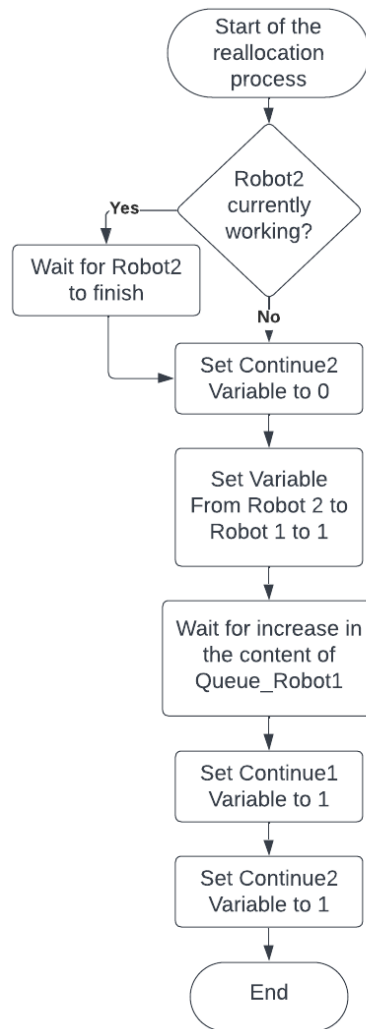 Start of the
reallocation
process
Robot2
currently
working?
Yes
Wait for Robot2
to finish
No
Set Continue2
Variable to 0
Set Variable
From Robot 2 to
Robot 1 to 1
Wait for increase in
the content of
Queue_Robot1
Set Continue1
Variable to 1
Set Continue2
Variable to 1
End